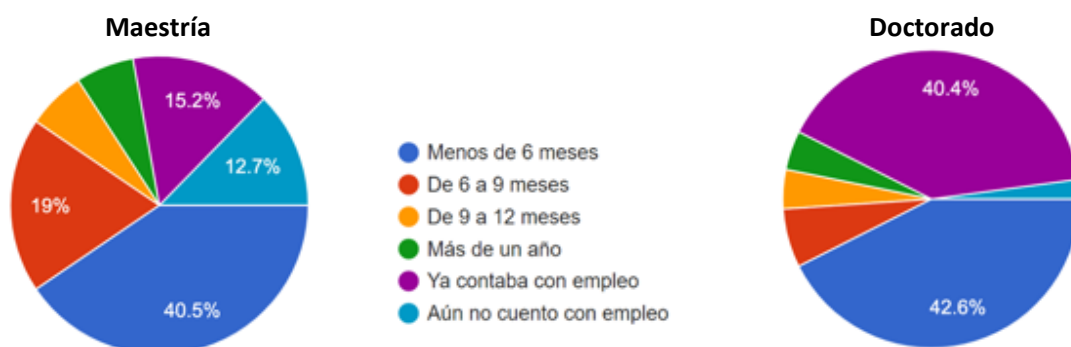 Maestría
15.2%
12.7%
19%
40.5%
Menos de 6 meses
De 6 a 9 meses
De 9 a 12 meses
Más de un año
Ya contaba con empleo
Aún no cuento con empleo
Doctorado
40.4%
42.6%